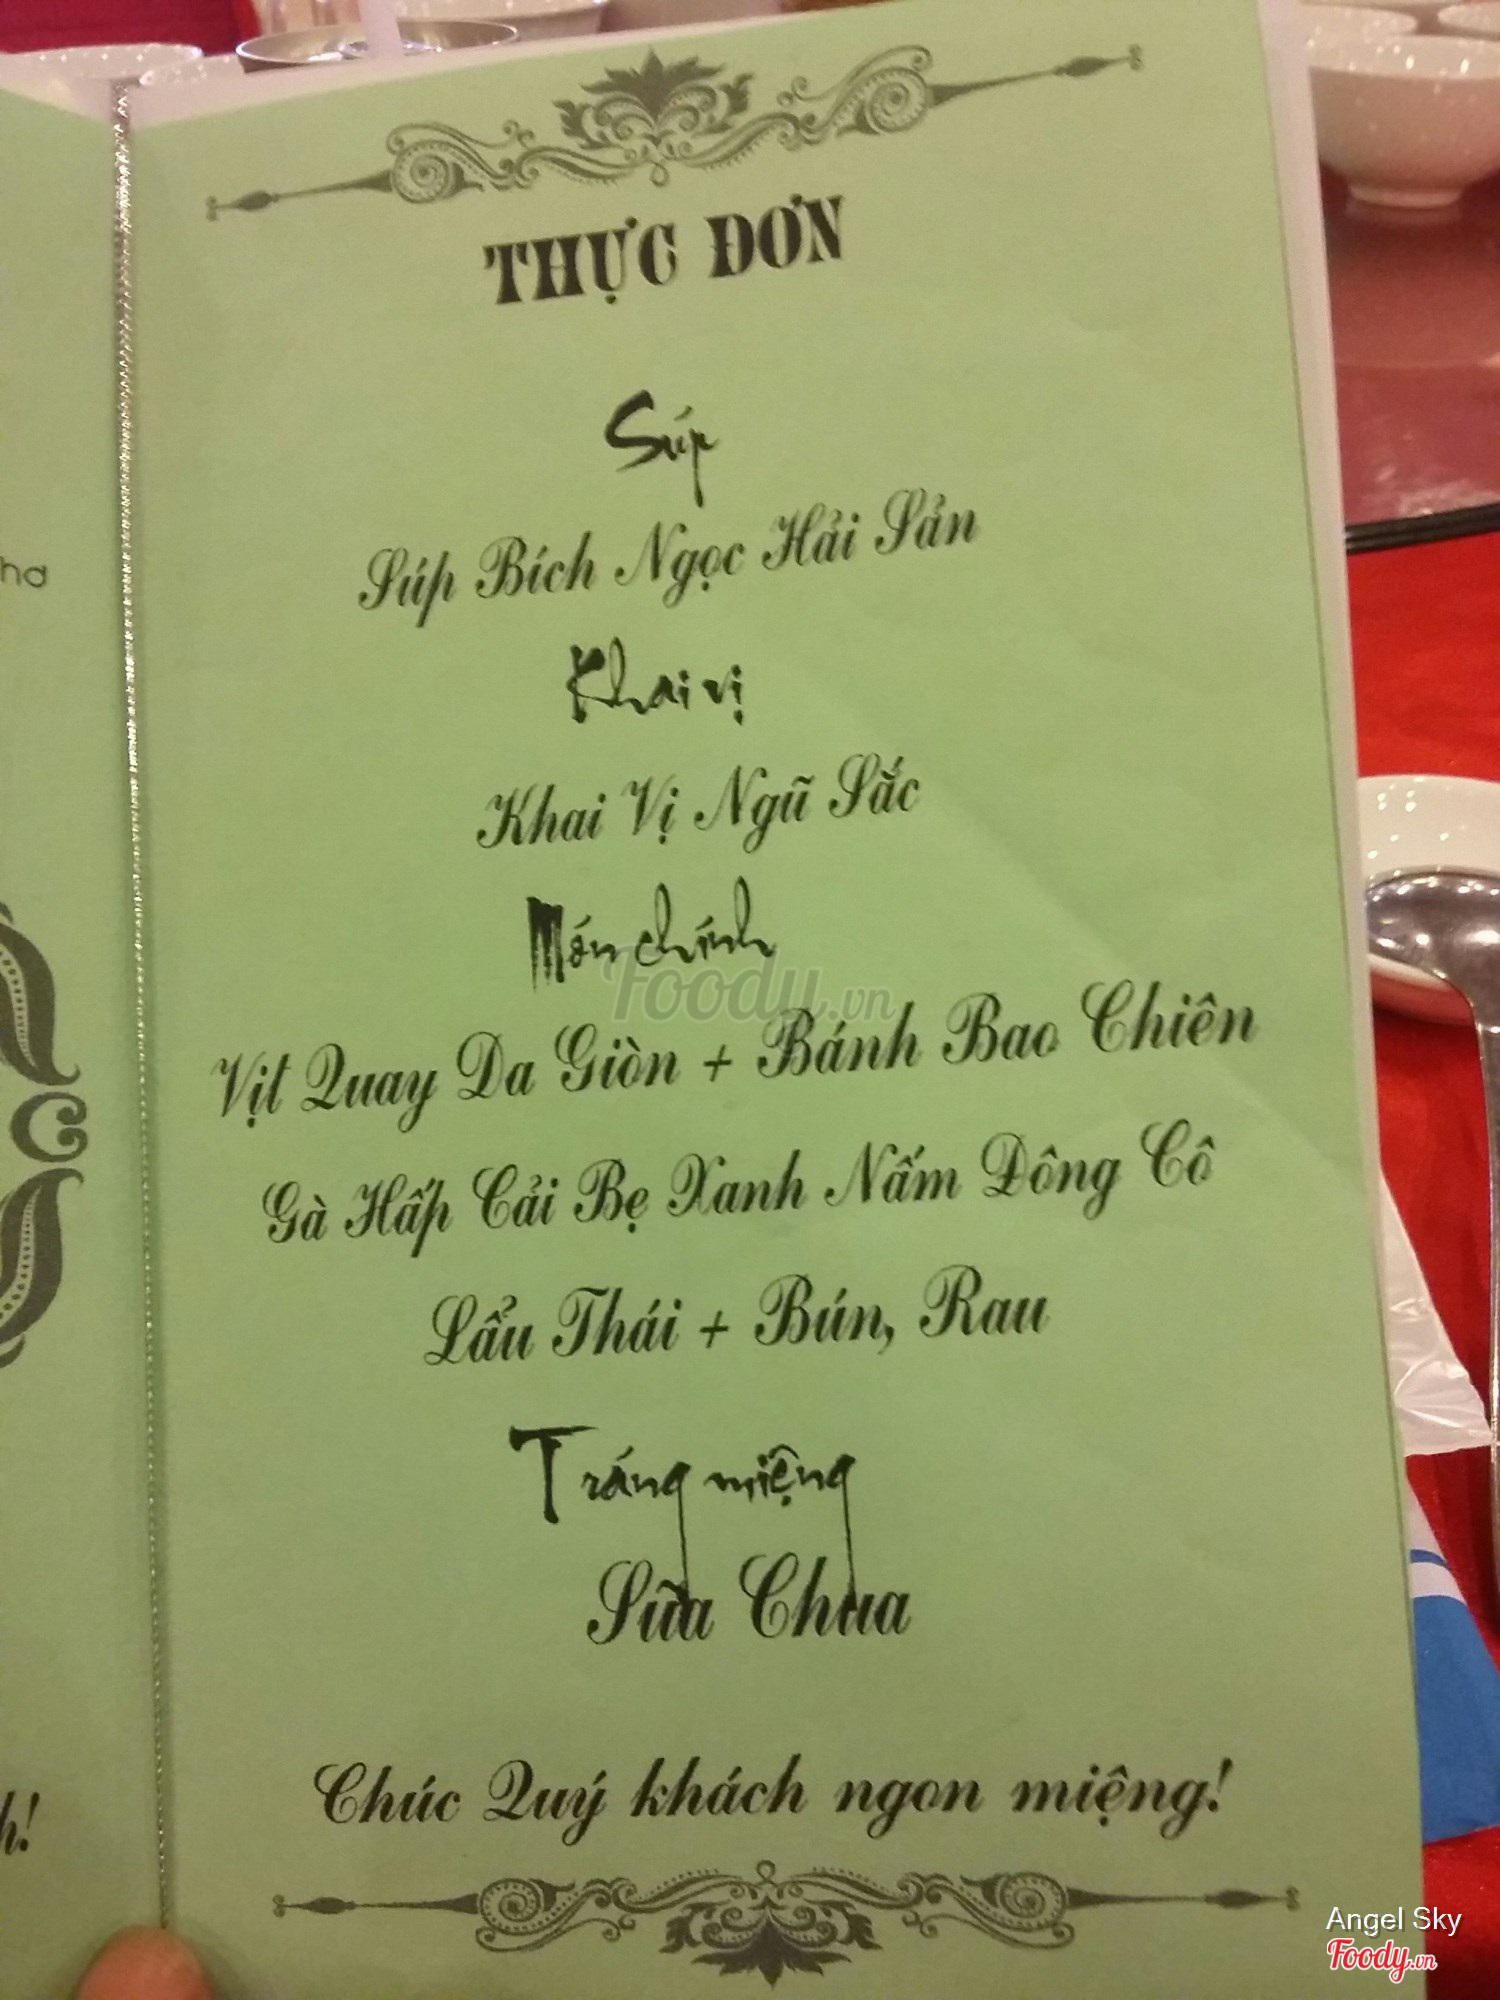 THỰC ĐƠN
Súp
Súp Bích Ngọc Hải Sản
Khai vị
Khai Vị Ngũ Sắc
Món chính
Foody.vn
Vịt Quay Da Giòn + Bánh Bao Chiên
Gà Hấp Cải Bẹ Xanh Nấm Đông Cô
Lẩu Thái + Bún, Rau
Tráng miệng
Sữa Chua
Chúc Quý khách ngon miệng!
Angel Sky
Foody.vn